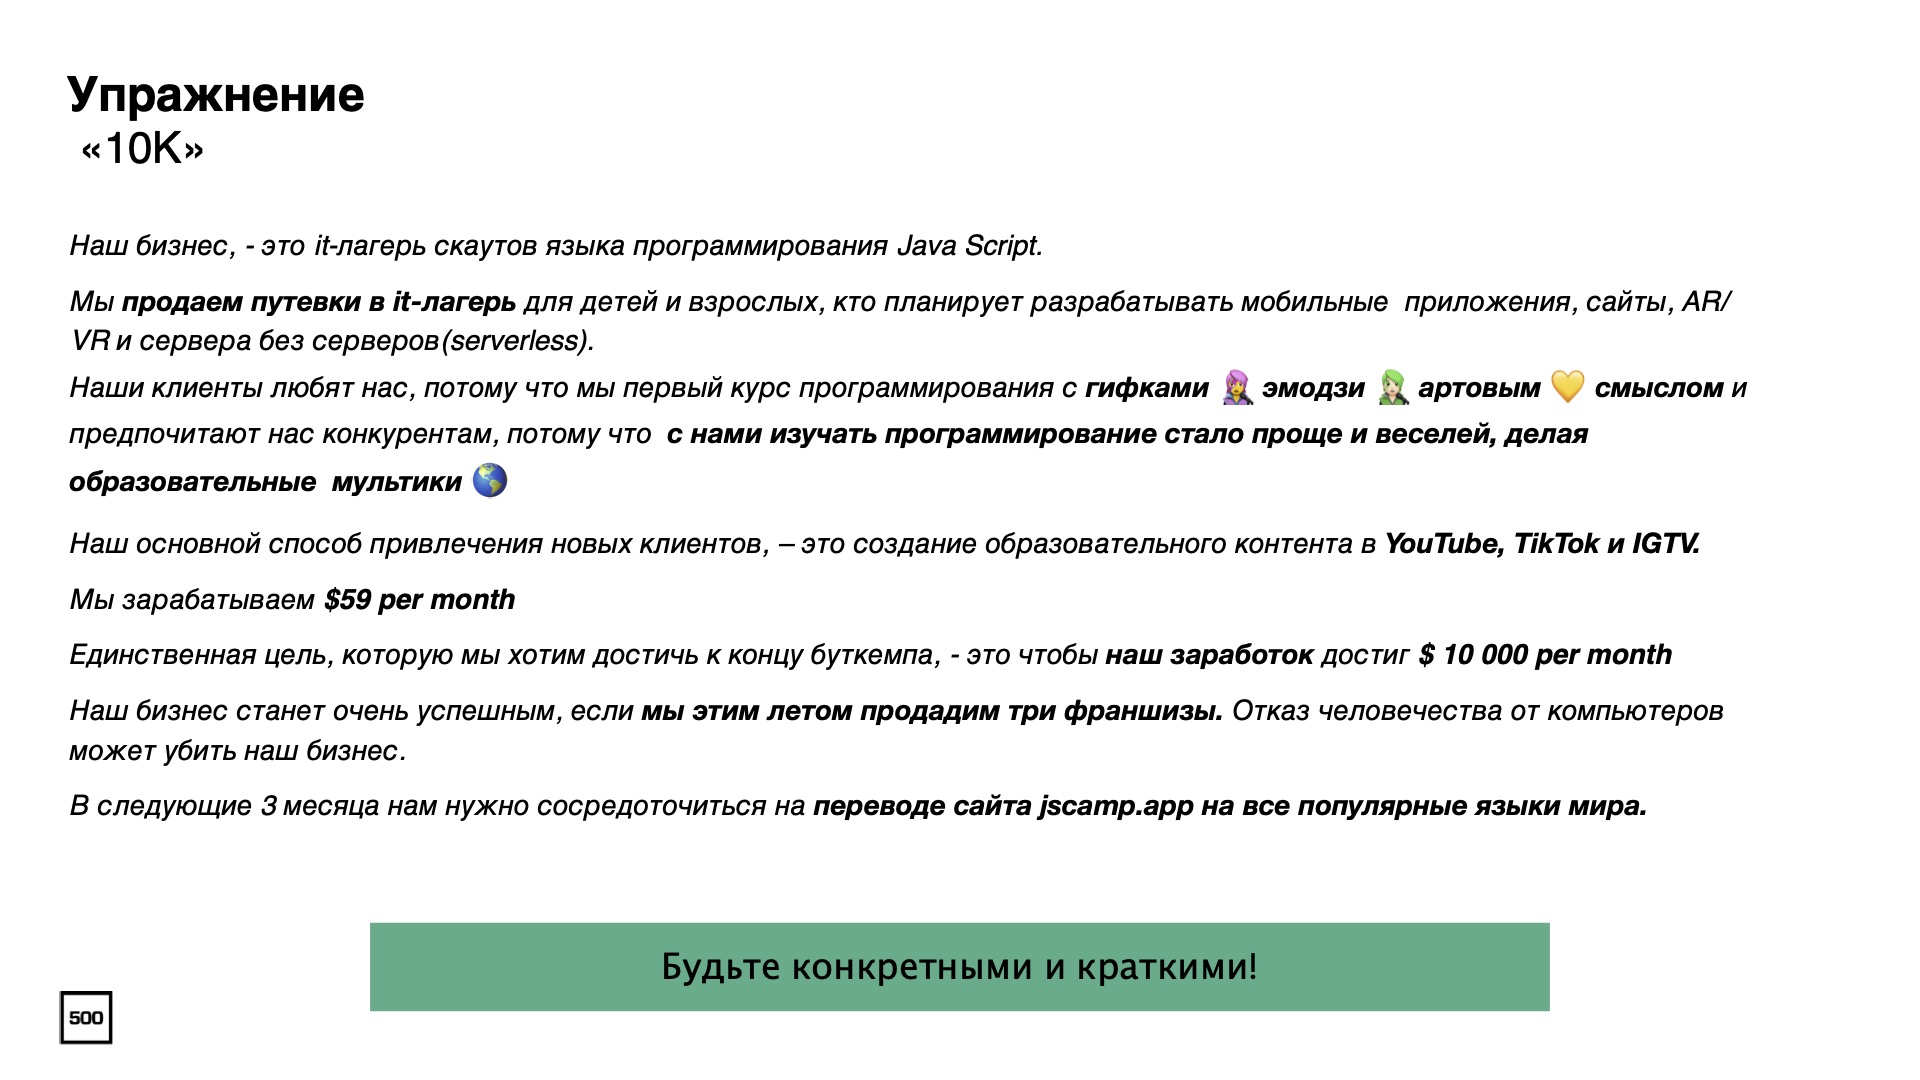 Упражнение
«10К»
Наш бизнес, - это it-лагерь скаутов языка программирования Java Script.
Мы продаем путевки в it-лагерь для детей и взрослых, кто планирует разрабатывать мобильные приложения, сайты, AR/
VR и сервера без серверов(serverless).
Наши клиенты любят нас, потому что мы первый курс программирования с гифками 👩‍🎤 эмодзи 👨‍🎤 артовым 💛 смыслом и
предпочитают нас конкурентам, потому что с нами изучать программирование стало проще и веселей, делая
образовательные мультики 🌎
Наш основной способ привлечения новых клиентов, – это создание образовательного контента в YouTube, TikTok и IGTV.
Мы зарабатываем $59 per month
Единственная цель, которую мы хотим достичь к концу буткемпа, - это чтобы наш заработок достиг $ 10 000 per month
Наш бизнес станет очень успешным, если мы этим летом продадим три франшизы. Отказ человечества от компьютеров
может убить наш бизнес.
В следующие 3 месяца нам нужно сосредоточиться на переводе сайта jscamp.app на все популярные языки мира.
Будьте конкретными и краткими!
500